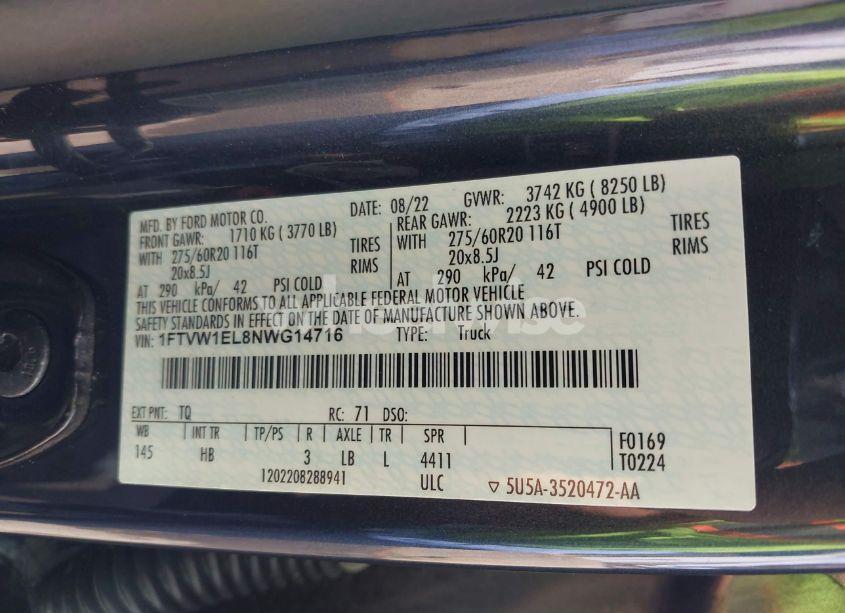 MFD. BY FORD MOTOR CO.
DATE: 08/22 GVWR: 3742 KG ( 8250 LB)
FRONT GAWR: 1710 KG ( 3770 LB)
REAR GAWR: 2223 KG ( 4900 LB)
WITH 275/60R20 116T TIRES
WITH 275/60R20 116T TIRES
20x8.5J RIMS
20x8.5J RIMS
AT 290 kPa/ 42 PSI COLD
AT 290 kPa/ 42 PSI COLD
THIS VEHICLE CONFORMS TO ALL APPLICABLE FEDERAL MOTOR VEHICLE
SAFETY STANDARDS IN EFFECT ON THE DATE OF MANUFACTURE SHOWN ABOVE.
VIN: 1FTVW1EL8NWG14716 TYPE: Truck
EXT PNT: TQ RC: 71 DSO:
WB INT TR TP/PS R AXLE TR SPR
145 HB 3 LB L 4411
F0169
T0224
1202208288941 ULC
5U5A-3520472-AA